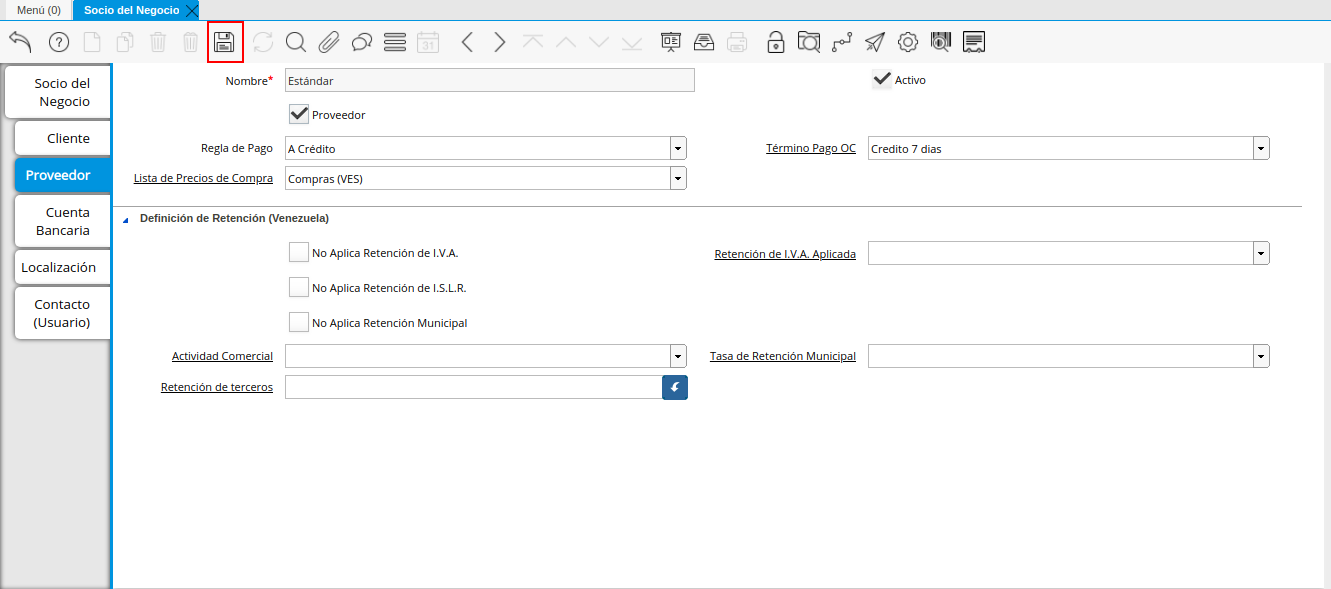 Menú (0)
Socio del Negocio
?
31
Socio del
Negocio
Cliente
Proveedor
Cuenta
Bancaria
Localización
Contacto
(Usuario)
Nombre* Estándar Activo
Proveedor
Regla de Pago A Crédito Término Pago OC Credito 7 dias
Lista de Precios de Compra Compras (VES)
Definición de Retención (Venezuela)
No Aplica Retención de I.V.A. Retención de I.V.A. Aplicada
No Aplica Retención de I.S.L.R.
No Aplica Retención Municipal
Actividad Comercial Tasa de Retención Municipal
Retención de terceros